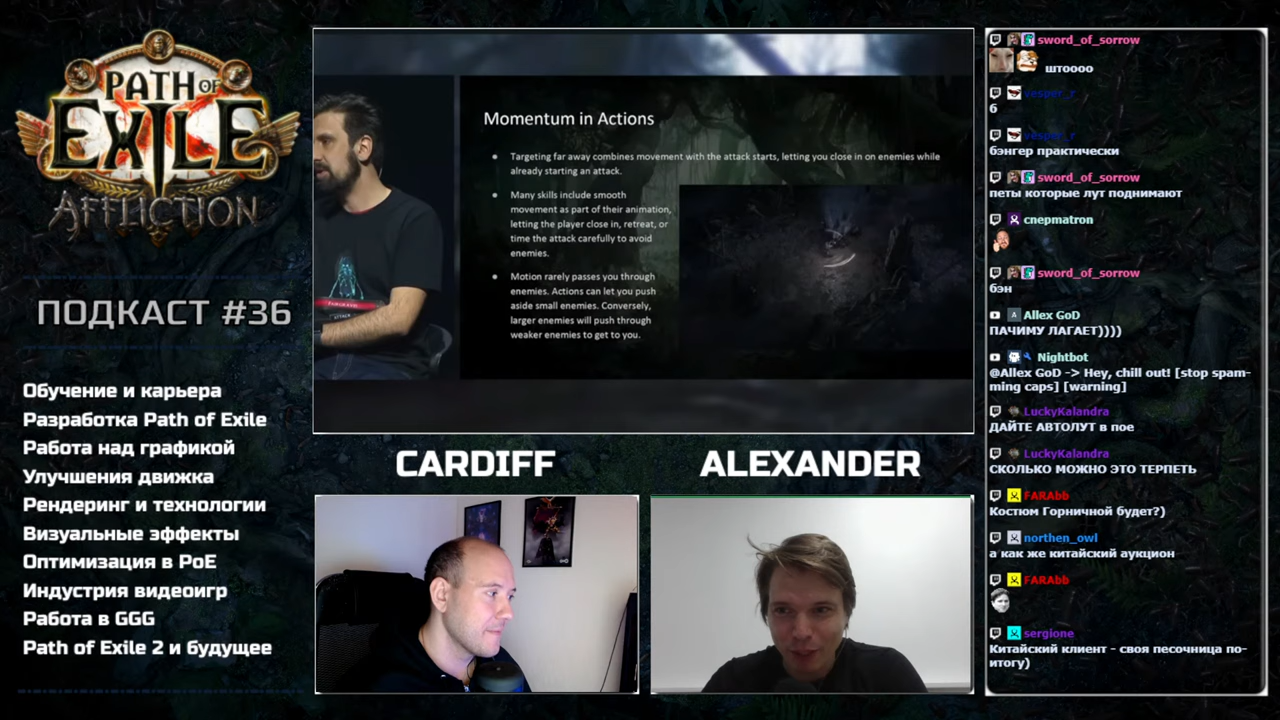 PATH OF
EXILE
AFFLICTION
ПОДКАСТ #36
Обучение и карьера
Разработка Path of Exile
Работа над графикой
Улучшения движка
Рендеринг и технологии
Визуальные эффекты
Оптимизация в PoE
Индустрия видеоигр
Работа в GGG
Path of Exile 2 и будущее
Momentum in Actions
Targeting far away combines movement with the attack starts, letting you close in on enemies while
already starting an attack.
Many skills include smooth
movement as part of their animation,
letting the player close in, retreat, or
time the attack carefully to avoid
enemies.
Motion rarely passes you through
enemies. Actions can let you push
aside small enemies. Conversely,
larger enemies will push through
weaker enemies to get to you.
CARDIFF
ALEXANDER
sword_of_sorrow
штоооо
vesper_r
б
vesper_r
бэнгер практически
sword_of_sorrow
петы которые лут поднимают
cnepmatron
sword_of_sorrow
бэн
Allex GoD
ПАЧИМУ ЛАГАЕТ))))
Nightbot
@Allex GoD -> Hey, chill out! [stop spam-
ming caps] [warning]
LuckyKalandra
ДАЙТЕ АВТОЛУТ в пое
LuckyKalandra
СКОЛЬКО МОЖНО ЭТО ТЕРПЕТЬ
FARAbb
Костюм Горничной будет?)
northen_owl
а как же китайский аукцион
FARAbb
sergione
Китайский клиент - своя песочница по-
итогу)